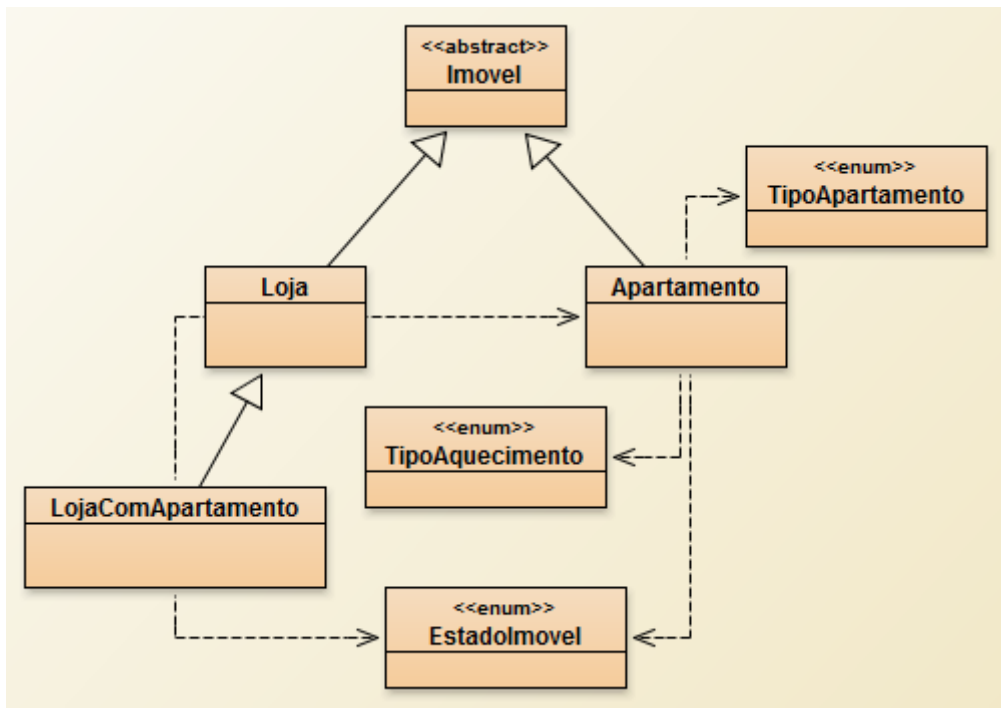 <<abstract>>
Imovel
<<enum>>
TipoApartamento
Loja
Apartamento
<<enum>>
TipoAquecimento
LojaComApartamento
<<enum>>
EstadoImovel